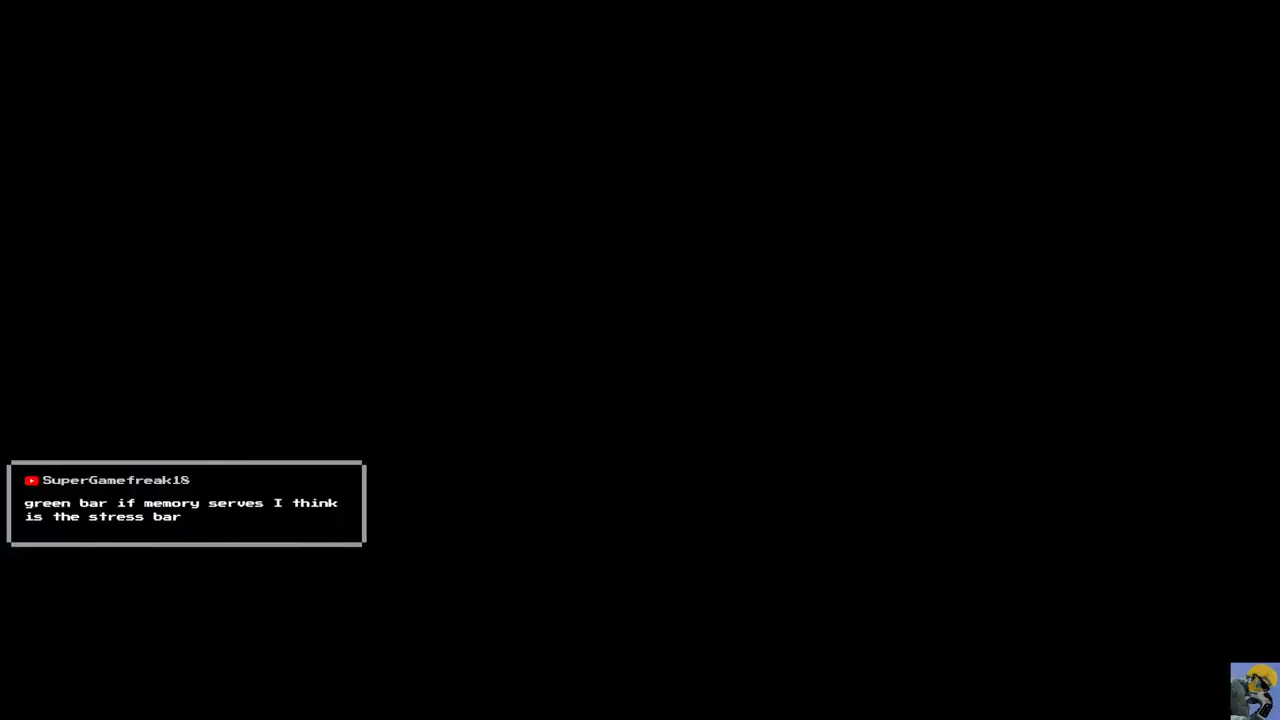 SuperGamefreak18
green bar if memory serves I think
is the stress bar